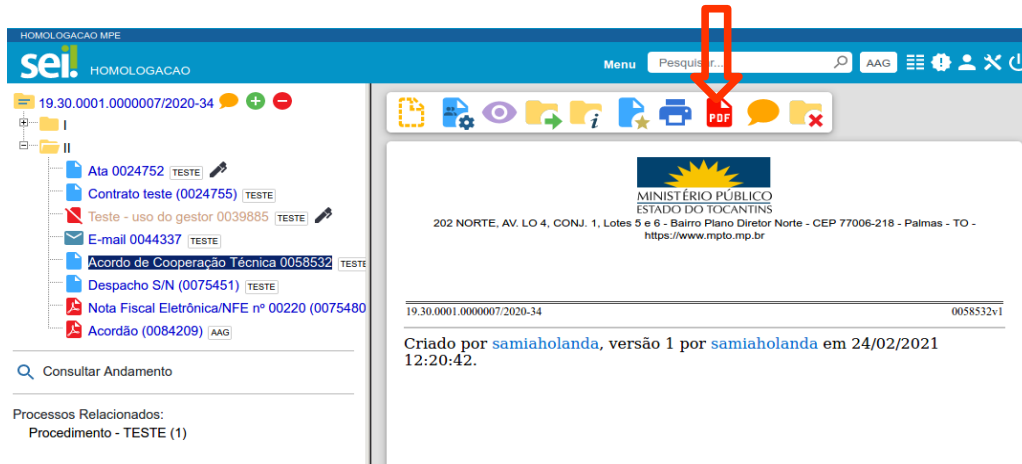 HOMOLOGACAO MPE
sei!
HOMOLOGACAO
Menu
AAG
19.30.0001.0000007/2020-34
I
II
Ata 0024752 TESTE
Contrato teste (0024755) TESTE
Teste - uso do gestor 0039885 TESTE
E-mail 0044337 TESTE
Acordo de Cooperação Técnica 0058532 TESTE
Despacho S/N (0075451) TESTE
Nota Fiscal Eletrônica/NFE nº 00220 (0075480
Acordão (0084209) AAG
Consultar Andamento
Processos Relacionados:
Procedimento - TESTE (1)
PDF
MINISTÉRIO PÚBLICO
ESTADO DO TOCANTINS
202 NORTE, AV. LO 4, CONJ. 1, Lotes 5 e 6 - Bairro Plano Diretor Norte - CEP 77006-218 - Palmas - TO -
https://www.mpto.mp.br
19.30.0001.0000007/2020-34 0058532v1
Criado por samiaholanda, versão 1 por samiaholanda em 24/02/2021
12:20:42.